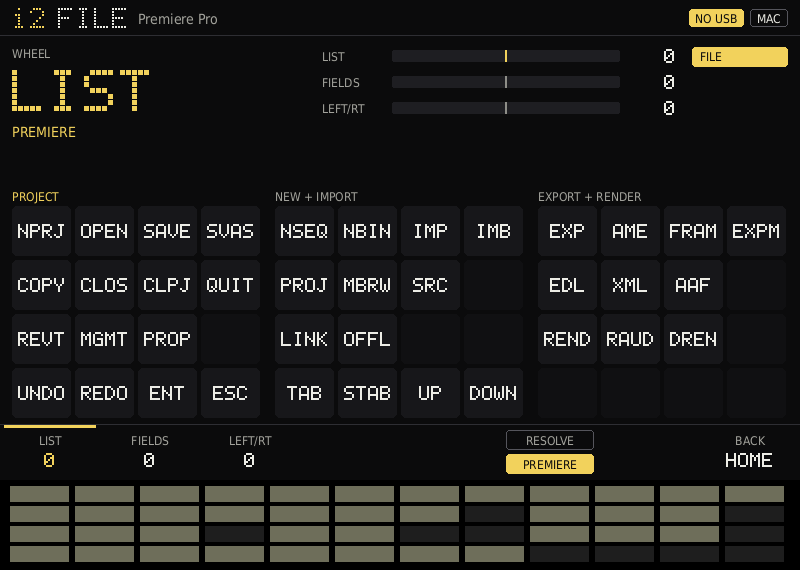 i2 FILE Premiere Pro NO USB MAC
WHEEL
LIST
PREMIERE
LIST 0 FILE
FIELDS 0
LEFT/RT 0
PROJECT NEW + IMPORT EXPORT + RENDER
NPRJ OPEN SAVE SVAS NSEQ NBIN IMP IMB EXP AME FRAM EXPM
COPY CLOS CLPJ QUIT PROJ MBRW SRC EDL XML AAF
REVT MGMT PROP LINK OFFL REND RAUD DREN
UNDO REDO ENT ESC TAB STAB UP DOWN
LIST FIELDS LEFT/RT RESOLVE BACK
0 0 0 PREMIERE HOME